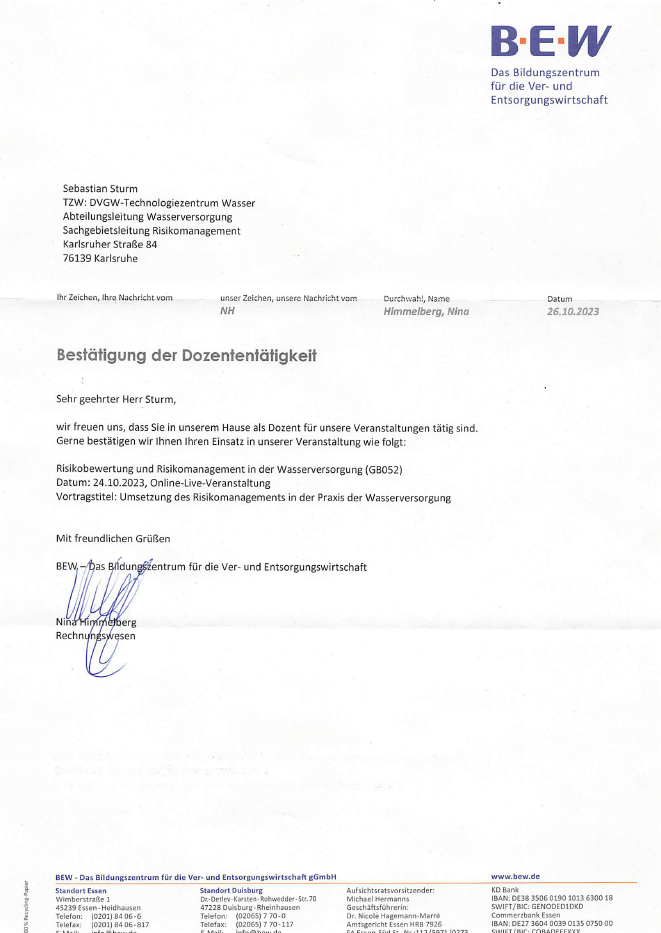 B·E·W
Das Bildungszentrum
für die Ver- und
Entsorgungswirtschaft
Sebastian Sturm
TZW: DVGW-Technologiezentrum Wasser
Abteilungsleitung Wasserversorgung
Sachgebietsleitung Risikomanagement
Karlsruher Straße 84
76139 Karlsruhe
Ihr Zeichen, Ihre Nachricht vom unser Zeichen, unsere Nachricht vom Durchwahl, Name Datum
NH Himmelberg, Nina 26.10.2023
Bestätigung der Dozententätigkeit
Sehr geehrter Herr Sturm,
wir freuen uns, dass Sie in unserem Hause als Dozent für unsere Veranstaltungen tätig sind.
Gerne bestätigen wir Ihnen Ihren Einsatz in unserer Veranstaltung wie folgt:
Risikobewertung und Risikomanagement in der Wasserversorgung (GB052)
Datum: 24.10.2023, Online-Live-Veranstaltung
Vortragstitel: Umsetzung des Risikomanagements in der Praxis der Wasserversorgung
Mit freundlichen Grüßen
BEW – Das Bildungszentrum für die Ver- und Entsorgungswirtschaft
Nina Himmelberg
Rechnungswesen
BEW - Das Bildungszentrum für die Ver- und Entsorgungswirtschaft gGmbH www.bew.de
Standort Essen
Wimberstraße 1
45239 Essen-Heidhausen
Telefon: (0201) 84 06-6
Telefax: (0201) 84 06-817
Standort Duisburg
Dr.-Detlev-Karsten-Rohwedder-Str. 70
47228 Duisburg-Rheinhausen
Telefon: (02065) 7 70-0
Telefax: (02065) 7 70-117
Aufsichtsratsvorsitzender:
Michael Hermanns
Geschäftsführerin:
Dr. Nicole Hagemann-Marré
Amtsgericht Essen HRB 7926
KD Bank
IBAN: DE38 3506 0190 1013 6300 18
SWIFT/BIC: GENODED1DKD
Commerzbank Essen
IBAN: DE27 3604 0039 0135 0750 00